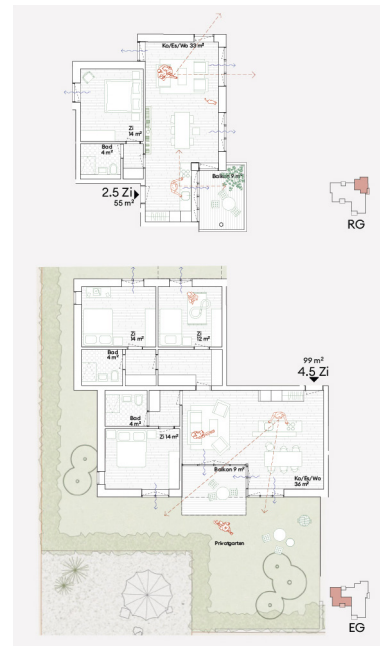 Ko/Es/Wo 33 m²
Zi
14 m²
Bad
4 m²
Balkon 9 m²
2.5 Zi
55 m²
RG
Zi
14 m²
Zi
12 m²
Bad
4 m²
99 m²
4.5 Zi
Bad
4 m²
Zi 14 m²
Balkon 9 m²
Ko/Es/Wo
36 m²
Privatgarten
EG